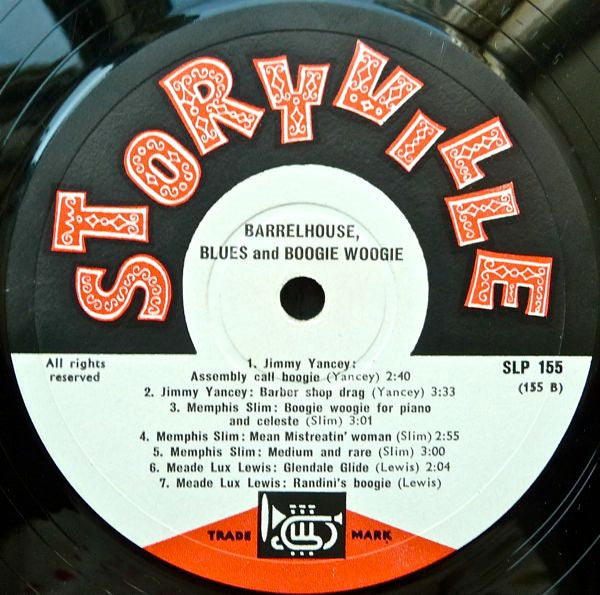 STORYVILLE
BARRELHOUSE,
BLUES and BOOGIE WOOGIE
All rights
reserved
SLP 155
(155 B)
1. Jimmy Yancey:
Assembly call boogie (Yancey) 2:40
2. Jimmy Yancey: Barber shop drag (Yancey) 3:33
3. Memphis Slim: Boogie woogie for piano
and celeste (Slim) 3:01
4. Memphis Slim: Mean Mistreatin' woman (Slim) 2:55
5. Memphis Slim: Medium and rare (Slim) 3:00
6. Meade Lux Lewis: Glendale Glide (Lewis) 2:04
7. Meade Lux Lewis: Randini's boogie (Lewis)
TRADE MARK